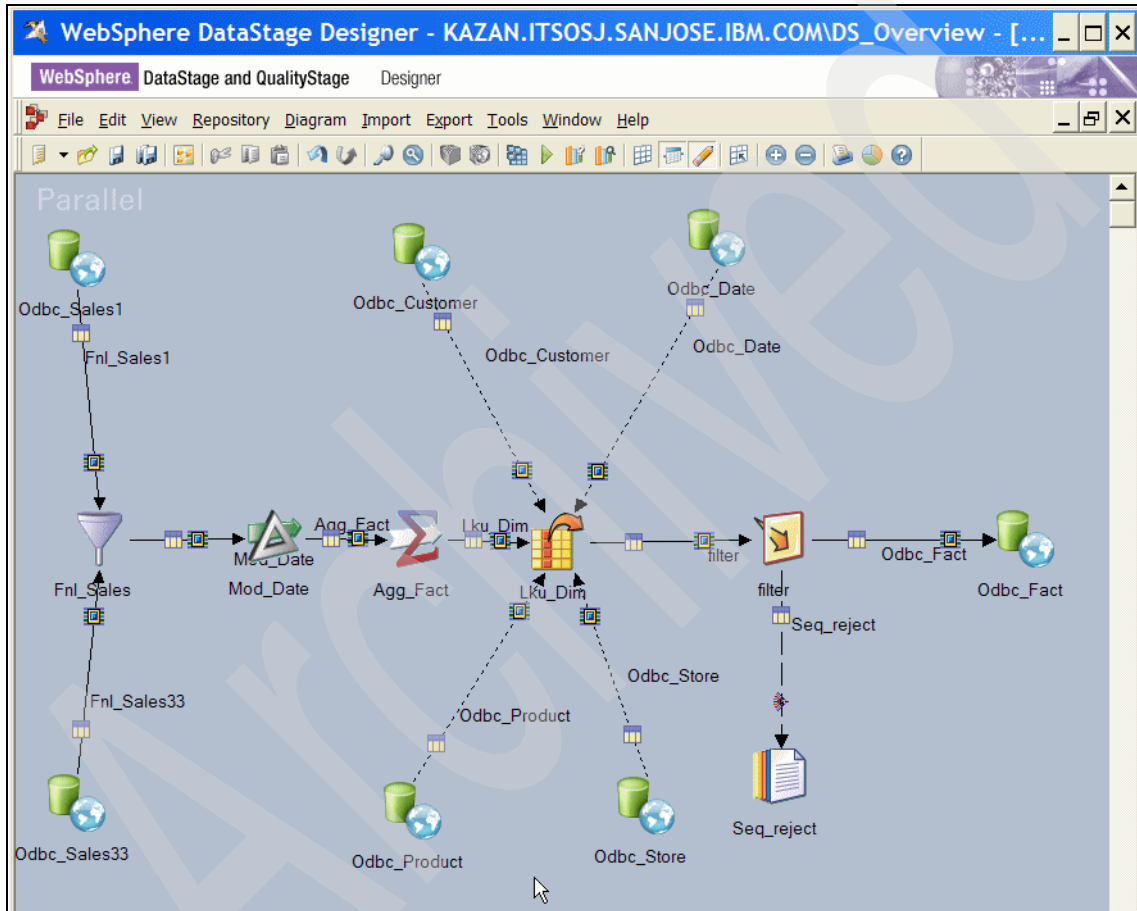 WebSphere DataStage Designer - KAZAN.ITSOSJ.SANJOSE.IBM.COM\DS_Overview - [...
WebSphere. DataStage and QualityStage Designer
File Edit View Repository Diagram Import Export Tools Window Help
Parallel
Odbc_Sales1
Odbc_Customer
Odbc_Date
Fnl_Sales1
Odbc_Customer
Odbc_Date
Agg_Fact
Lku_Dim
Mod_Date
filter
Odbc_Fact
Fnl_Sales
Mod_Date
Agg_Fact
Lku_Dim
filter
Odbc_Fact
Seq_reject
Odbc_Store
Fnl_Sales33
Odbc_Product
Odbc_Sales33
Odbc_Product
Odbc_Store
Seq_reject
Archived